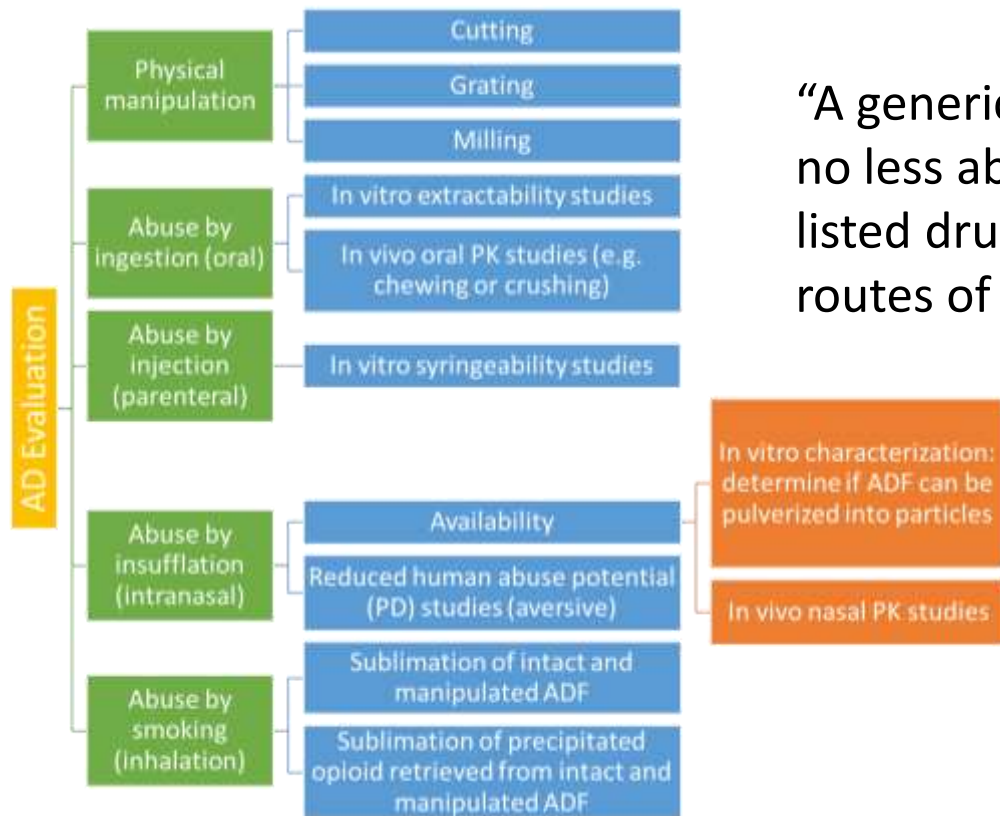 AD Evaluation
Physical
manipulation
Cutting
Grating
Milling
Abuse by
ingestion (oral)
In vitro extractability studies
In vivo oral PK studies (e.g.
chewing or crushing)
Abuse by
injection
(parenteral)
In vitro syringeability studies
Abuse by
insufflation
(intranasal)
Availability
In vitro characterization:
determine if ADF can be
pulverized into particles
In vivo nasal PK studies
Reduced human abuse potential
(PD) studies (aversive)
Abuse by
smoking
(inhalation)
Sublimation of intact and
manipulated ADF
Sublimation of precipitated
opioid retrieved from intact and
manipulated ADF
“A generic
no less ab
listed dru
routes of